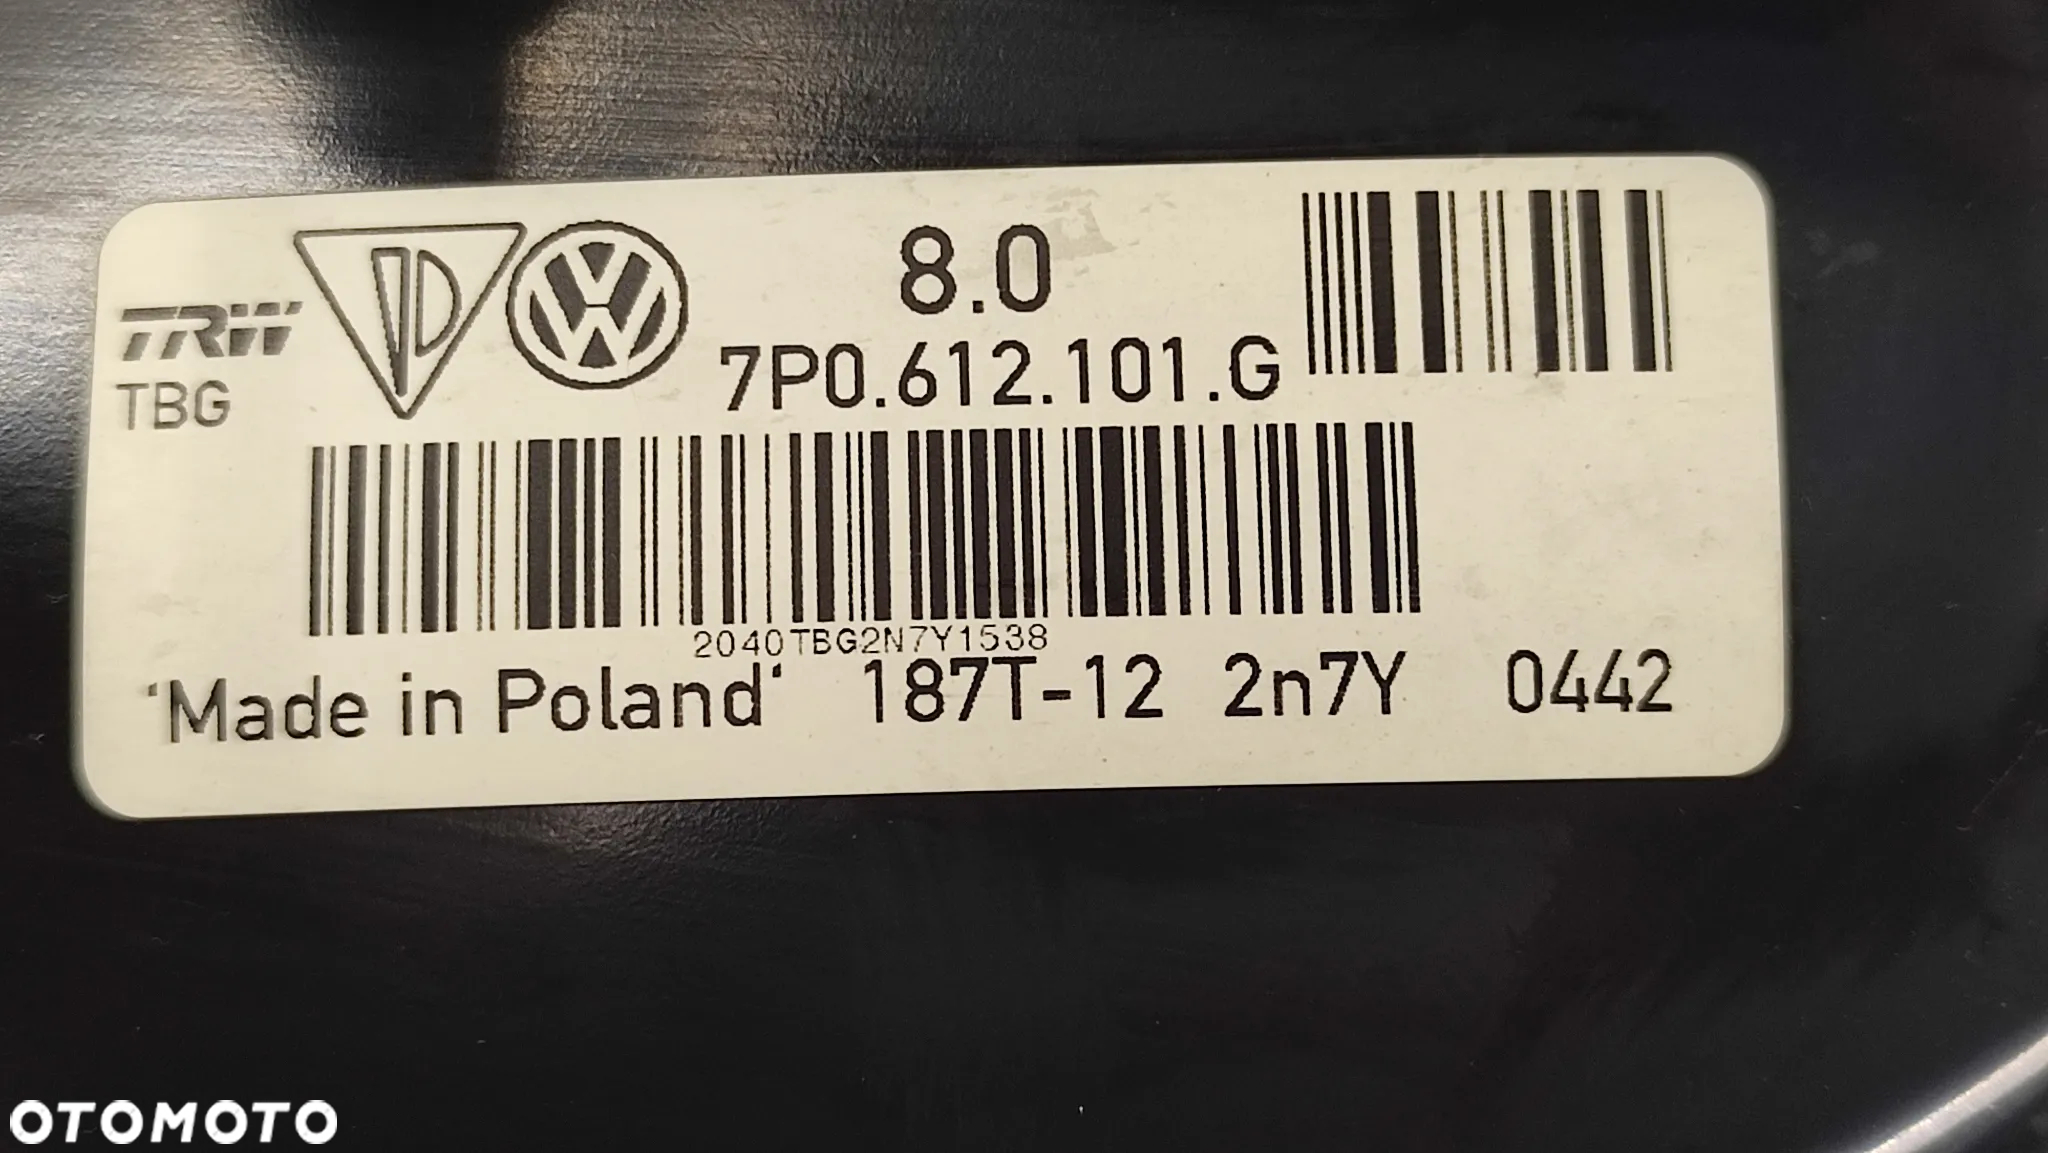 8.0
TRW
TBG
7P0.612.101.G
2040TBG2N7Y1538
'Made in Poland' 187T-12 2n7Y 0442
OTOMOTO